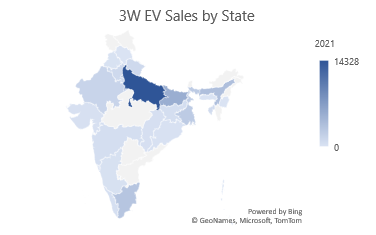 3W EV Sales by State
2021
14328
0
Powered by Bing
© GeoNames, Microsoft, TomTom